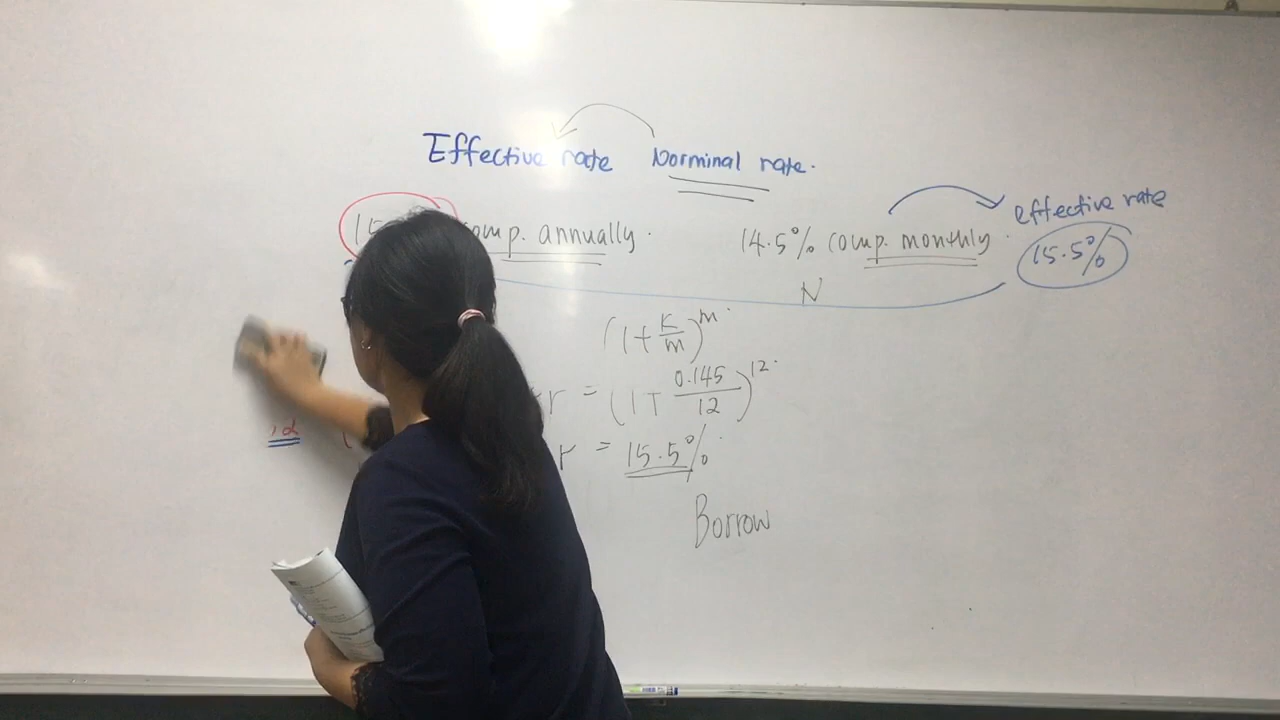 Effective rate Norminal rate.
comp. annually. 14.5% comp. monthly. effective rate
15.5%
N
(1+K/m)^m.
r = (1+0.145/12)^12.
r = 15.5%
Borrow